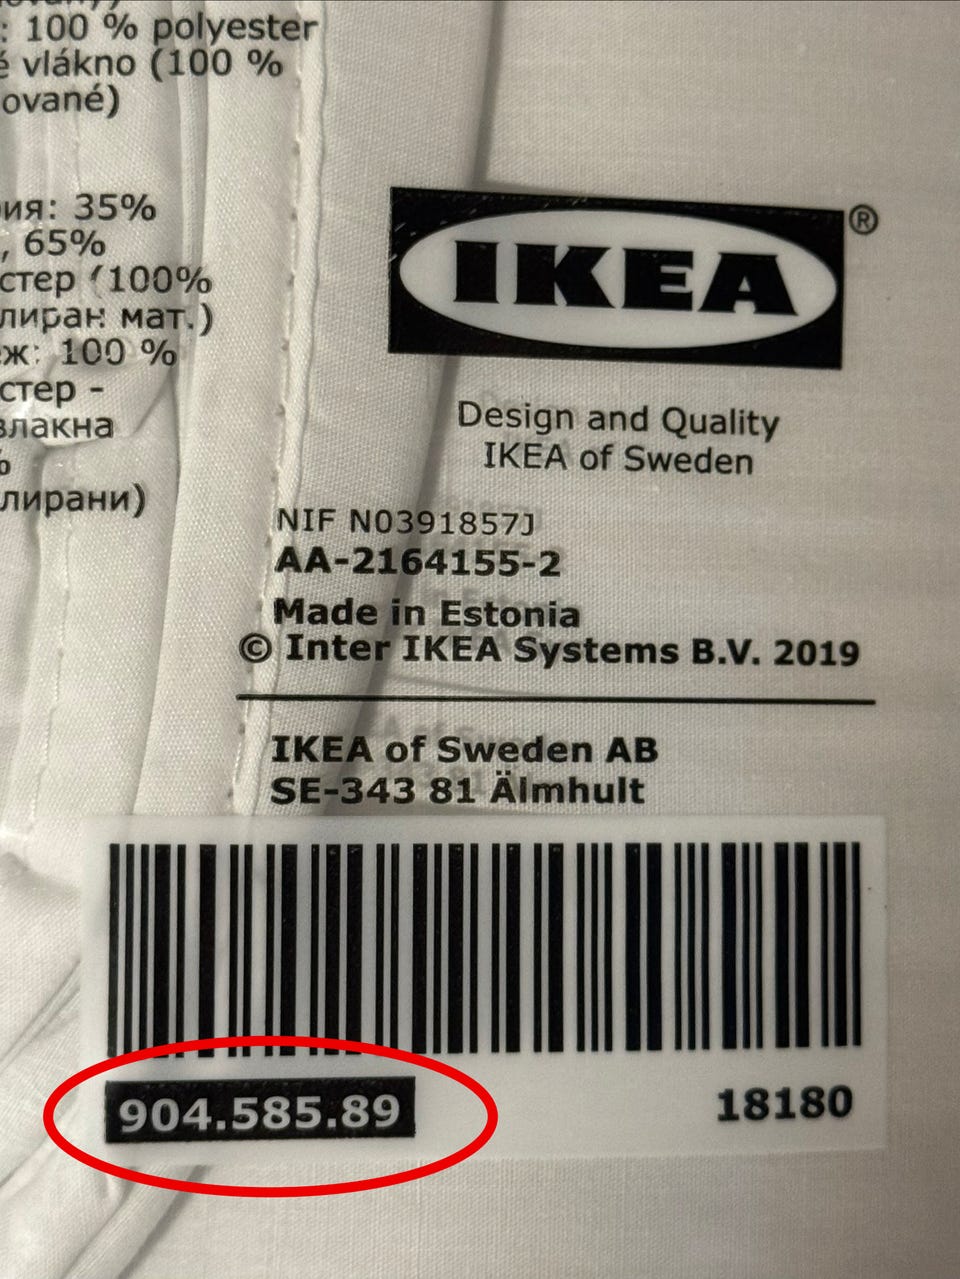 : 100 % polyester
é vlákno (100 %
ované)
ия: 35%
, 65%
стер (100%
лиран мат.)
ж: 100 %
стер -
влакна
%
лирани)
IKEA®
Design and Quality
IKEA of Sweden
NIF N0391857J
AA-2164155-2
Made in Estonia
© Inter IKEA Systems B.V. 2019
IKEA of Sweden AB
SE-343 81 Älmhult
904.585.89 18180